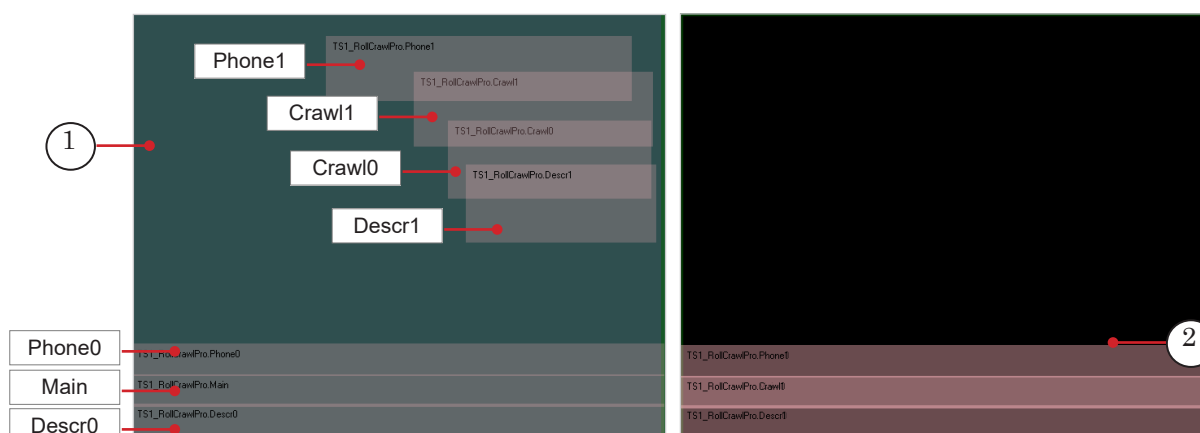 TS1_RollCrawlPro.Phone1
Phone1
TS1_RollCrawlPro.Crawl1
Crawl1
1
TS1_RollCrawlPro.Crawl0
Crawl0
TS1_RollCrawlPro.Descr1
Descr1
Phone0
TS1_RollCrawlPro.Phone0
Main
TS1_RollCrawlPro.Main
Descr0
TS1_RollCrawlPro.Descr0
2
TS1_RollCrawlPro.Phone1
TS1_RollCrawlPro.Crawl0
TS1_RollCrawlPro.Descr1